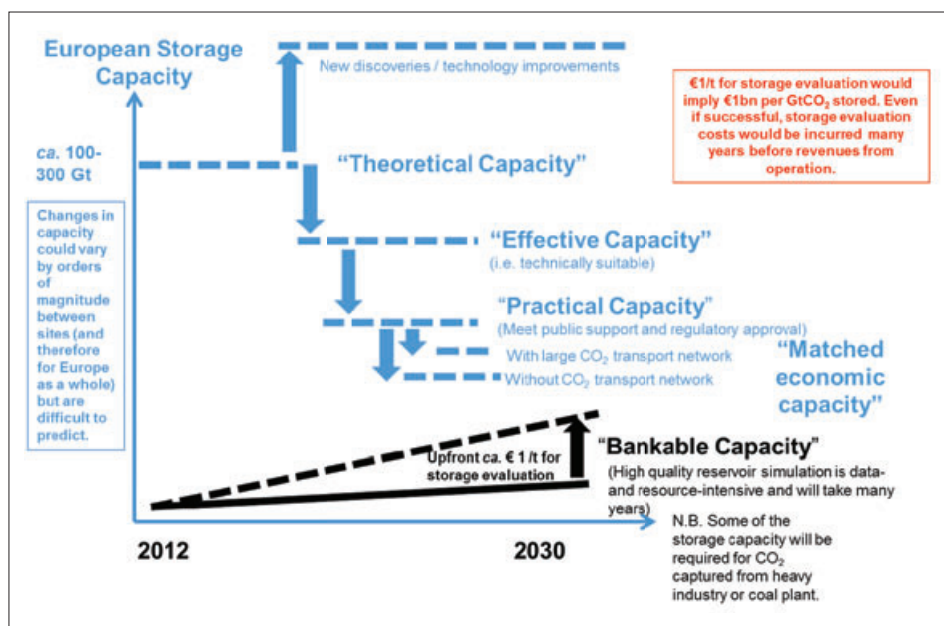 European Storage
Capacity
New discoveries / technology improvements
€1/t for storage evaluation would
imply €1bn per GtCO₂ stored. Even
if successful, storage evaluation
costs would be incurred many
years before revenues from
operation.
ca. 100-
300 Gt
"Theoretical Capacity"
Changes in
capacity
could vary
by orders
of
magnitude
between
sites (and
therefore
for Europe
as a whole)
but are
difficult to
predict.
"Effective Capacity"
(i.e. technically suitable)
"Practical Capacity"
(Meet public support and regulatory approval)
With large CO₂ transport network
Without CO₂ transport network
"Matched
economic
capacity"
Upfront ca. € 1 /t for
storage evaluation
"Bankable Capacity"
(High quality reservoir simulation is data-
and resource-intensive and will take many
years)
N.B. Some of the
storage capacity will be
required for CO₂
captured from heavy
industry or coal plant.
2012
2030